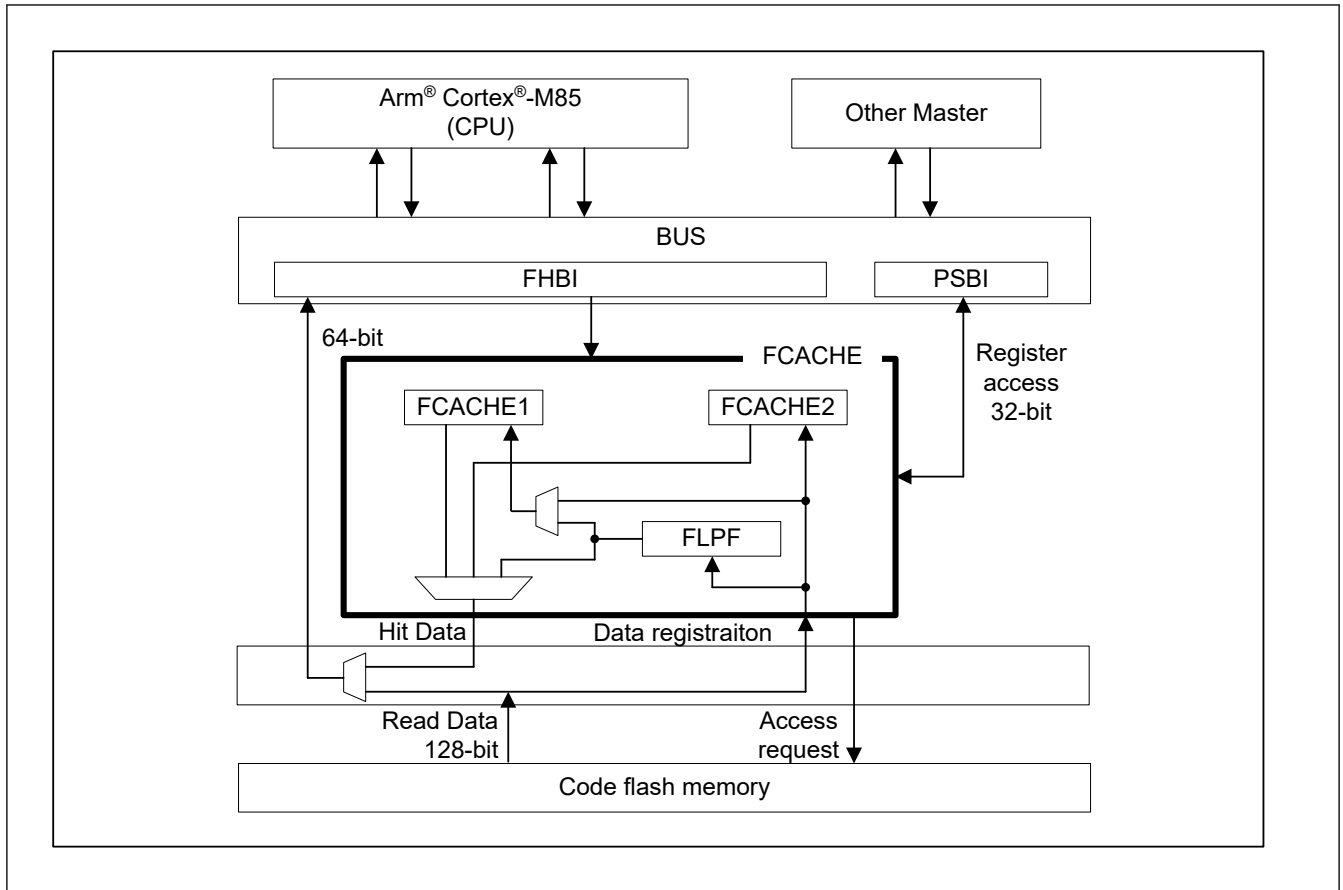 Arm® Cortex®-M85
(CPU)
Other Master
BUS
FHBI
PSBI
64-bit
FCACHE
Register
access
32-bit
FCACHE1
FCACHE2
FLPF
Hit Data
Data registraiton
Read Data
128-bit
Access
request
Code flash memory